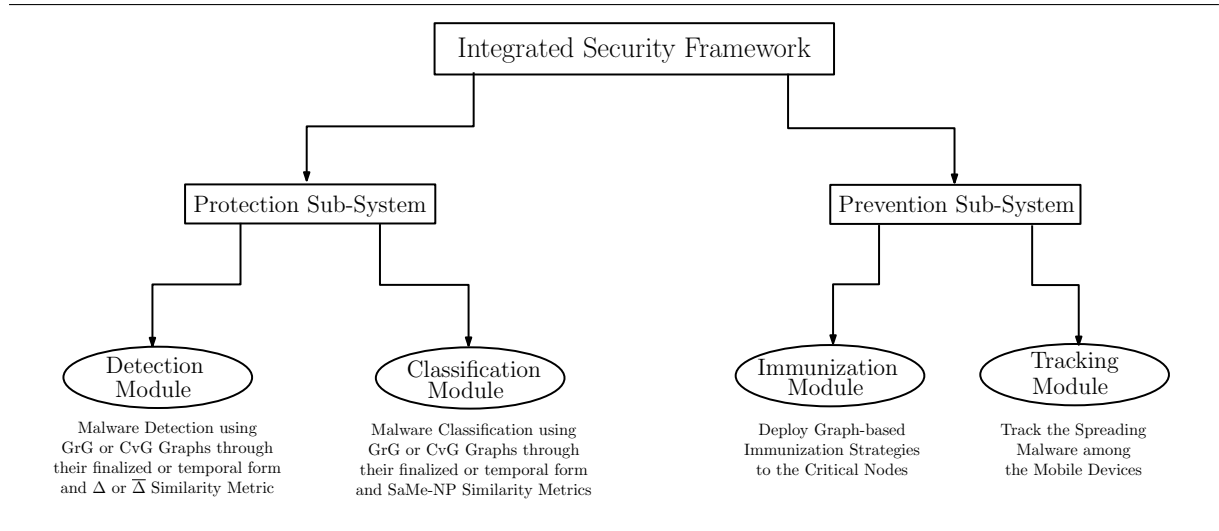 Integrated Security Framework
Protection Sub-System
Prevention Sub-System
Detection
Module
Classification
Module
Immunization
Module
Tracking
Module
Malware Detection using
GrG or CvG Graphs through
their finalized or temporal form
and Δ or Δ̅ Similarity Metric
Malware Classification using
GrG or CvG Graphs through
their finalized or temporal form
and SaMe-NP Similarity Metrics
Deploy Graph-based
Immunization Strategies
to the Critical Nodes
Track the Spreading
Malware among
the Mobile Devices